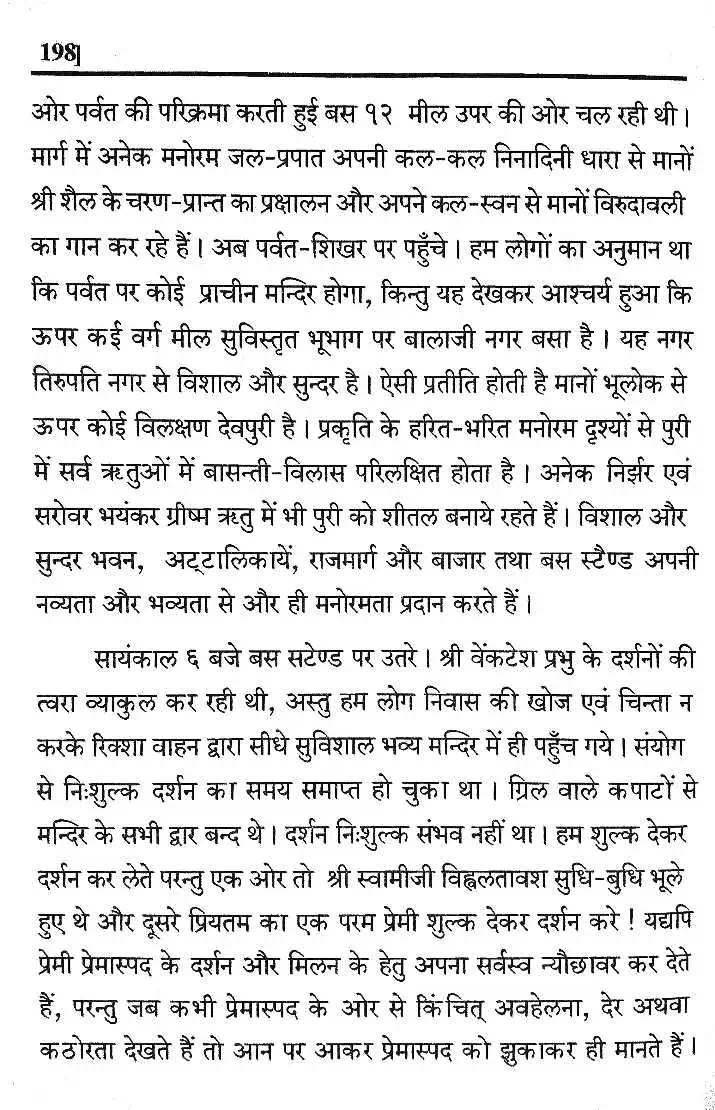 198]
ओर पर्वत की परिक्रमा करती हुई बस १२ मील उपर की ओर चल रही थी।
मार्ग में अनेक मनोरम जल-प्रपात अपनी कल-कल निनादिनी धारा से मानों
श्री शैल के चरण-प्रान्त का प्रक्षालन और अपने कल-स्वन से मानों विरुदावली
का गान कर रहे हैं। अब पर्वत-शिखर पर पहुँचे। हम लोगों का अनुमान था
कि पर्वत पर कोई प्राचीन मन्दिर होगा, किन्तु यह देखकर आश्चर्य हुआ कि
ऊपर कई वर्ग मील सुविस्तृत भूभाग पर बालाजी नगर बसा है। यह नगर
तिरुपति नगर से विशाल और सुन्दर है। ऐसी प्रतीति होती है मानों भूलोक से
ऊपर कोई विलक्षण देवपुरी है। प्रकृति के हरित-भरित मनोरम दृश्यों से पुरी
में सर्व ऋतुओं में बासन्ती-विलास परिलक्षित होता है। अनेक निर्झर एवं
सरोवर भयंकर ग्रीष्म ऋतु में भी पुरी को शीतल बनाये रहते हैं। विशाल और
सुन्दर भवन, अट्टालिकायें, राजमार्ग और बाजार तथा बस स्टैण्ड अपनी
नव्यता और भव्यता से और ही मनोरमता प्रदान करते हैं।
सायंकाल ६ बजे बस सटेण्ड पर उतरे। श्री वेंकटेश प्रभु के दर्शनों की
त्वरा व्याकुल कर रही थी, अस्तु हम लोग निवास की खोज एवं चिन्ता न
करके रिक्शा वाहन द्वारा सीधे सुविशाल भव्य मन्दिर में ही पहुँच गये। संयोग
से निःशुल्क दर्शन का समय समाप्त हो चुका था। ग्रिल वाले कपाटों से
मन्दिर के सभी द्वार बन्द थे। दर्शन निःशुल्क संभव नहीं था। हम शुल्क देकर
दर्शन कर लेते परन्तु एक ओर तो श्री स्वामीजी विह्वलतावश सुधि-बुधि भूले
हुए थे और दूसरे प्रियतम का एक परम प्रेमी शुल्क देकर दर्शन करे! यद्यपि
प्रेमी प्रेमास्पद के दर्शन और मिलन के हेतु अपना सर्वस्व न्यौछावर कर देते
हैं, परन्तु जब कभी प्रेमास्पद के ओर से किंचित् अवहेलना, देर अथवा
कठोरता देखते हैं तो आन पर आकर प्रेमास्पद को झुकाकर ही मानते हैं।